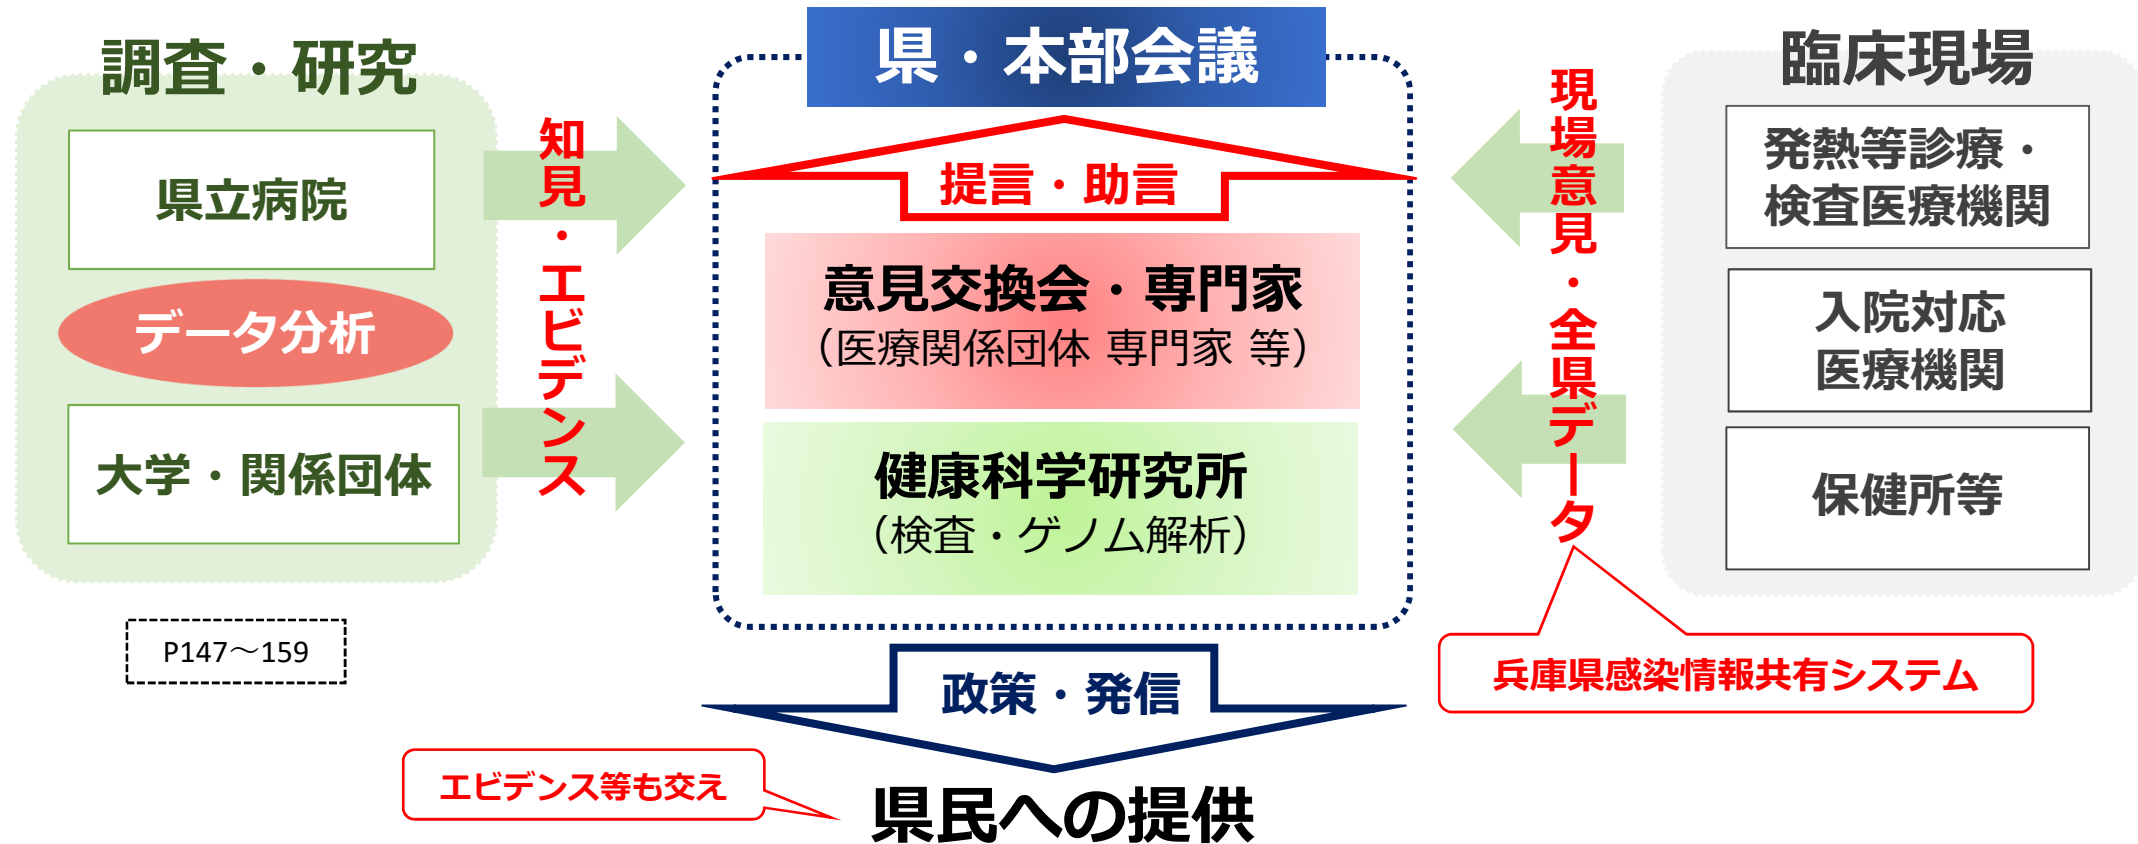 調査・研究
県立病院
データ分析
大学・関係団体
P147～159
知見・エビデンス
県・本部会議
提言・助言
意見交換会・専門家
（医療関係団体 専門家 等）
健康科学研究所
（検査・ゲノム解析）
政策・発信
エビデンス等も交え
県民への提供
現場意見・全県データ
臨床現場
発熱等診療・
検査医療機関
入院対応
医療機関
保健所等
兵庫県感染情報共有システム